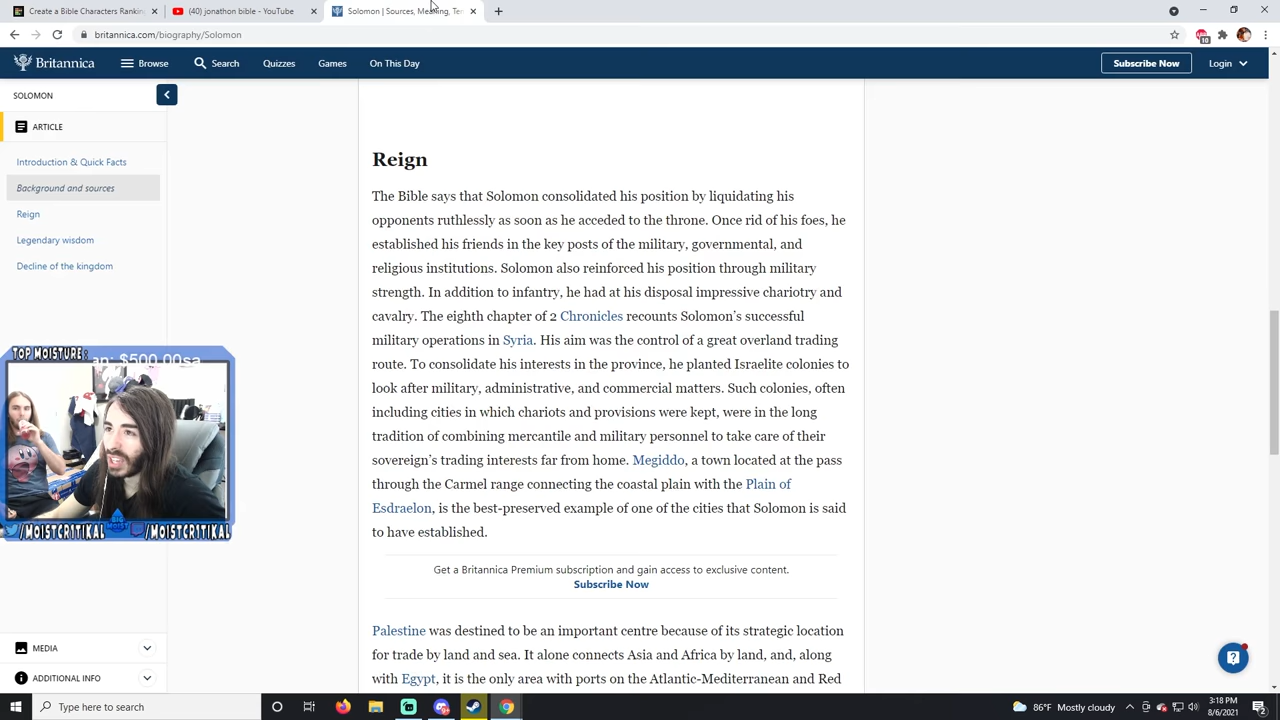 Create a Bible Characters Rankin
(40) jonathon bible - YouTube
Solomon | Sources, Meaning, Te
britannica.com/biography/Solomon
10
Britannica
Browse
Search
Quizzes
Games
On This Day
Subscribe Now
Login
SOLOMON
ARTICLE
Introduction & Quick Facts
Background and sources
Reign
Legendary wisdom
Decline of the kingdom
Reign
The Bible says that Solomon consolidated his position by liquidating his
opponents ruthlessly as soon as he acceded to the throne. Once rid of his foes, he
established his friends in the key posts of the military, governmental, and
religious institutions. Solomon also reinforced his position through military
strength. In addition to infantry, he had at his disposal impressive chariotry and
cavalry. The eighth chapter of 2 Chronicles recounts Solomon's successful
military operations in Syria. His aim was the control of a great overland trading
route. To consolidate his interests in the province, he planted Israelite colonies to
look after military, administrative, and commercial matters. Such colonies, often
including cities in which chariots and provisions were kept, were in the long
tradition of combining mercantile and military personnel to take care of their
sovereign's trading interests far from home. Megiddo, a town located at the pass
through the Carmel range connecting the coastal plain with the Plain of
Esdraelon, is the best-preserved example of one of the cities that Solomon is said
to have established.
Get a Britannica Premium subscription and gain access to exclusive content.
Subscribe Now
Palestine was destined to be an important centre because of its strategic location
for trade by land and sea. It alone connects Asia and Africa by land, and, along
with Egypt, it is the only area with ports on the Atlantic-Mediterranean and Red
TOP MOISTURE:
an: $500.00sa
BIG MOIST
/MOISTCR1TIKAL
/MOISTCR1TIKAL
MEDIA
ADDITIONAL INFO
Type here to search
86°F Mostly cloudy
3:18 PM
8/6/2021
2